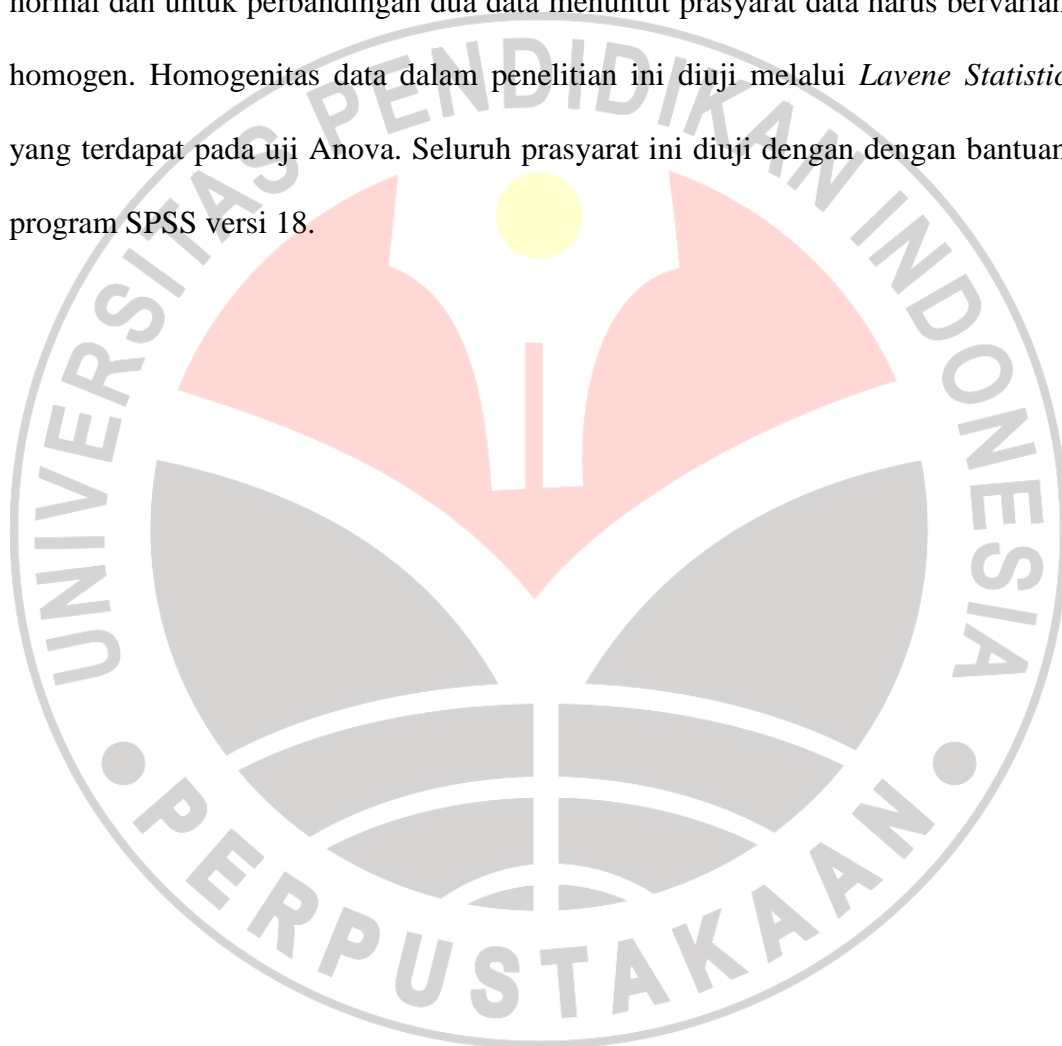 normal dan untuk perbandingan dua data menuntut prasyarat data harus bervarian
homogen. Homogenitas data dalam penelitian ini diuji melalui Lavene Statistic
yang terdapat pada uji Anova. Seluruh prasyarat ini diuji dengan dengan bantuan
program SPSS versi 18.
UNIVERSITAS PENDIDIKAN INDONESIA
PERPUSTAKAAN